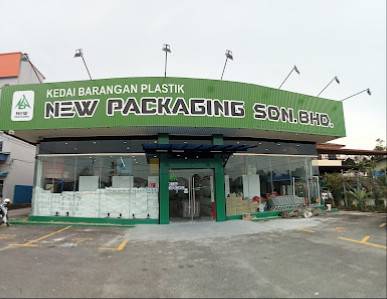 KEDAI BARANGAN PLASTIK
NEW PACKAGING SDN. BHD.